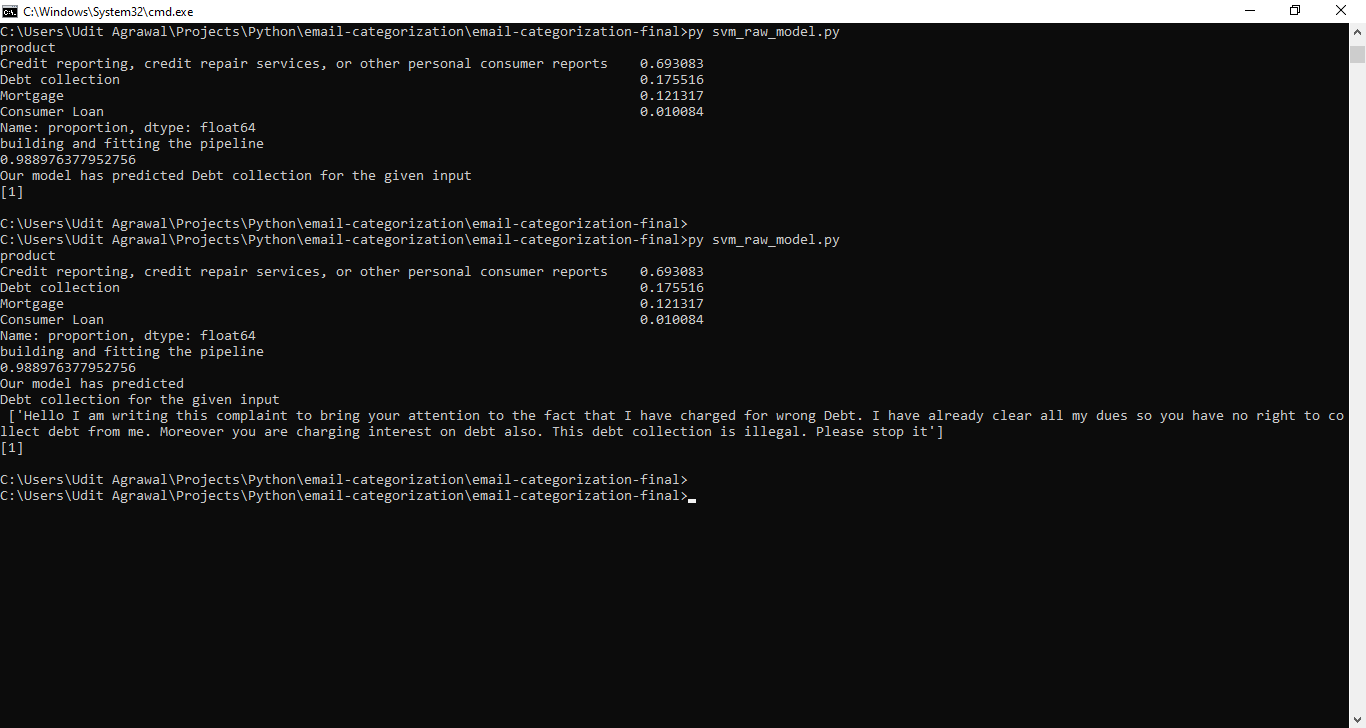 C:\Windows\System32\cmd.exe
C:\Users\Udit Agrawal\Projects\Python\email-categorization\email-categorization-final>py svm_raw_model.py
product
Credit reporting, credit repair services, or other personal consumer reports    0.693083
Debt collection                                                                 0.175516
Mortgage                                                                        0.121317
Consumer Loan                                                                   0.010084
Name: proportion, dtype: float64
building and fitting the pipeline
0.988976377952756
Our model has predicted Debt collection for the given input
[1]
C:\Users\Udit Agrawal\Projects\Python\email-categorization\email-categorization-final>
C:\Users\Udit Agrawal\Projects\Python\email-categorization\email-categorization-final>py svm_raw_model.py
product
Credit reporting, credit repair services, or other personal consumer reports    0.693083
Debt collection                                                                 0.175516
Mortgage                                                                        0.121317
Consumer Loan                                                                   0.010084
Name: proportion, dtype: float64
building and fitting the pipeline
0.988976377952756
Our model has predicted
Debt collection for the given input
 ['Hello I am writing this complaint to bring your attention to the fact that I have charged for wrong Debt. I have already clear all my dues so you have no right to co
llect debt from me. Moreover you are charging interest on debt also. This debt collection is illegal. Please stop it']
[1]
C:\Users\Udit Agrawal\Projects\Python\email-categorization\email-categorization-final>
C:\Users\Udit Agrawal\Projects\Python\email-categorization\email-categorization-final>